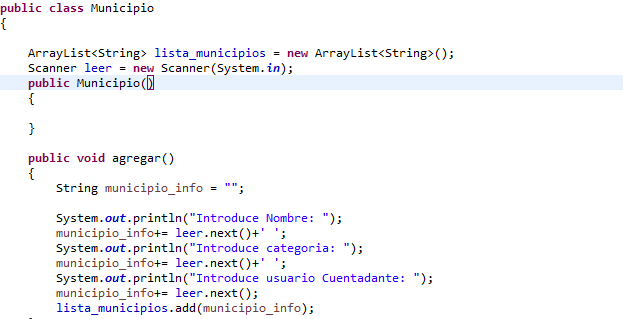 public class Municipio
{
ArrayList<String> lista_municipios = new ArrayList<String>();
Scanner leer = new Scanner(System.in);
public Municipio()
{
}
public void agregar()
{
String municipio_info = "";
System.out.println("Introduce Nombre: ");
municipio_info+= leer.next()+' ';
System.out.println("Introduce categoria: ");
municipio_info+= leer.next()+' ';
System.out.println("Introduce usuario Cuentadante: ");
municipio_info+= leer.next();
lista_municipios.add(municipio_info);